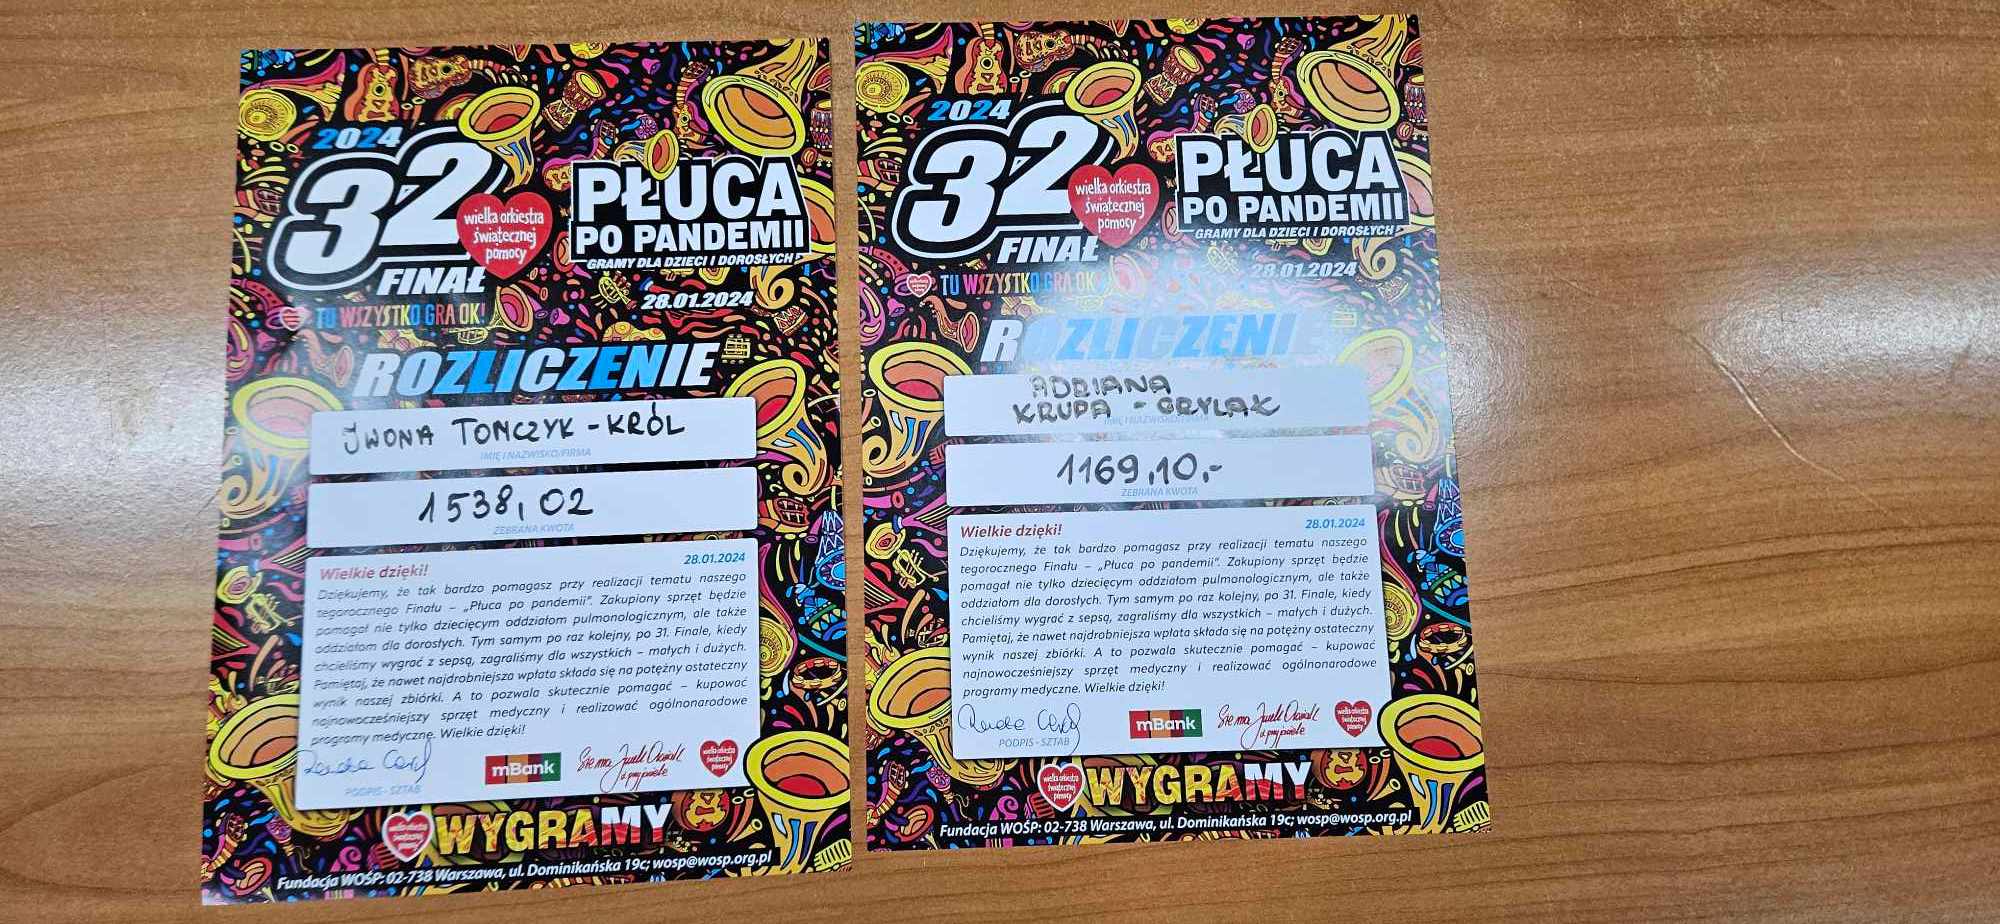 2024
32
FINAŁ
wielka orkiestra
świątecznej
pomocy
PŁUCA
PO PANDEMII
GRAMY DLA DZIECI I DOROSŁYCH
28.01.2024
TU WSZYSTKO GRA OK!
ROZLICZENIE
IWONA TOMCZYK - KRÓL
IMIĘ I NAZWISKO/FIRMA
1538,02
ZEBRANA KWOTA
28.01.2024
Wielkie dzięki!
Dziękujemy, że tak bardzo pomagasz przy realizacji tematu naszego
tegorocznego Finału – „Płuca po pandemii”. Zakupiony sprzęt będzie
pomagał nie tylko dziecięcym oddziałom pulmonologicznym, ale także
oddziałom dla dorosłych. Tym samym po raz kolejny, po 31. Finale, kiedy
chcieliśmy wygrać z sepsą, zagraliśmy dla wszystkich – małych i dużych.
Pamiętaj, że nawet najdrobniejsza wpłata składa się na potężny ostateczny
wynik naszej zbiórki. A to pozwala skutecznie pomagać – kupować
najnowocześniejszy sprzęt medyczny i realizować ogólnonarodowe
programy medyczne. Wielkie dzięki!
PODPIS - SZTAB
mBank
wielka orkiestra
świątecznej
pomocy
WYGRAMY
Fundacja WOŚP: 02-738 Warszawa, ul. Dominikańska 19c; wosp@wosp.org.pl
2024
32
FINAŁ
wielka orkiestra
świątecznej
pomocy
PŁUCA
PO PANDEMII
GRAMY DLA DZIECI I DOROSŁYCH
28.01.2024
TU WSZYSTKO GRA OK
ROZLICZENIE
ADRIANA
KRUPA - GRYLAK
IMIĘ I NAZWISKO
1169,10,-
ZEBRANA KWOTA
Wielkie dzięki!
28.01.2024
Dziękujemy, że tak bardzo pomagasz przy realizacji tematu naszego
tegorocznego Finału – „Płuca po pandemii”. Zakupiony sprzęt będzie
pomagał nie tylko dziecięcym oddziałom pulmonologicznym, ale także
oddziałom dla dorosłych. Tym samym po raz kolejny, po 31. Finale, kiedy
chcieliśmy wygrać z sepsą, zagraliśmy dla wszystkich – małych i dużych.
Pamiętaj, że nawet najdrobniejsza wpłata składa się na potężny ostateczny
wynik naszej zbiórki. A to pozwala skutecznie pomagać – kupować
najnowocześniejszy sprzęt medyczny i realizować ogólnonarodowe
programy medyczne. Wielkie dzięki!
PODPIS - SZTAB
mBank
wielka orkiestra
świątecznej
pomocy
WYGRAMY
Fundacja WOŚP: 02-738 Warszawa, ul. Dominikańska 19c; wosp@wosp.org.pl